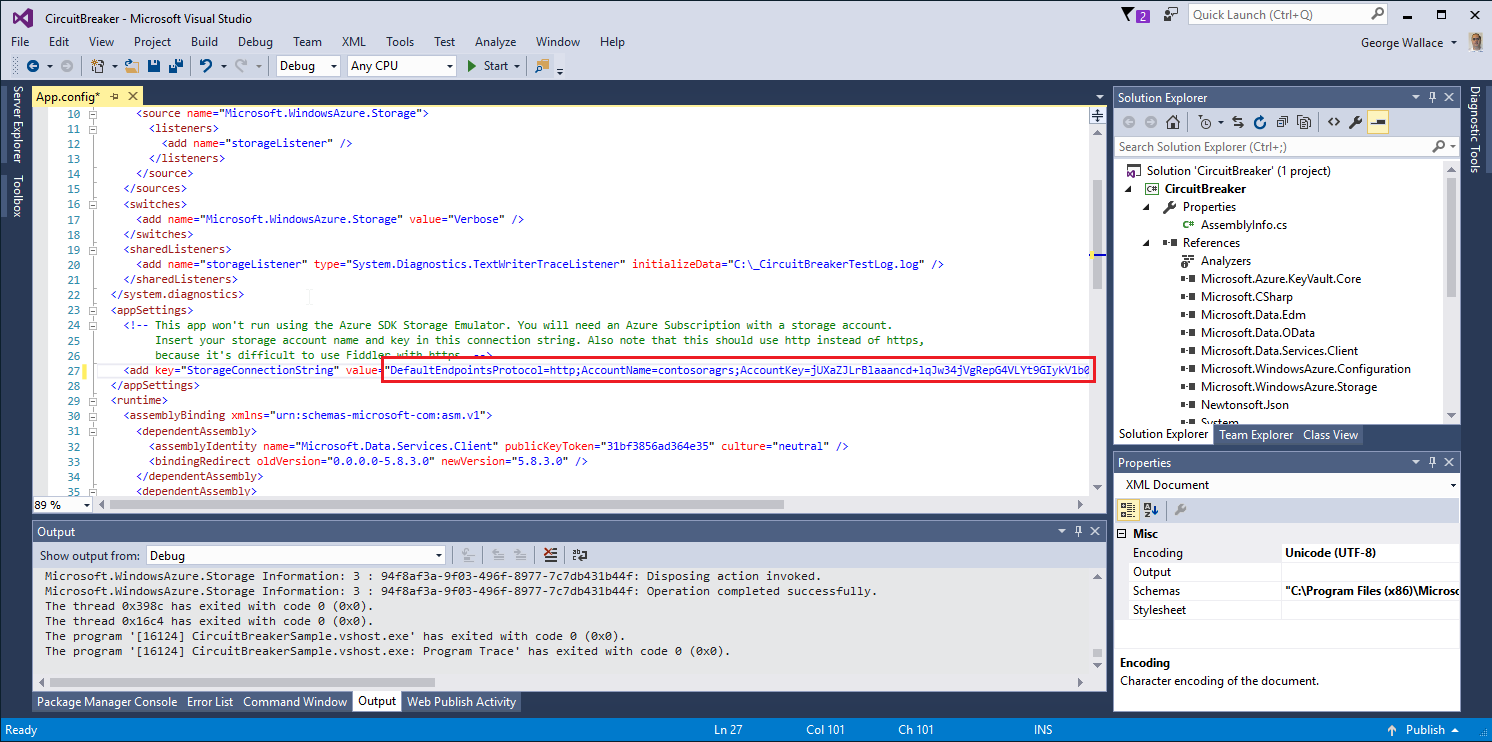 CircuitBreaker - Microsoft Visual Studio
2
Quick Launch (Ctrl+Q)
File Edit View Project Build Debug Team XML Tools Test Analyze Window Help
George Wallace
Debug Any CPU Start
Server Explorer
Toolbox
App.config*
10 <source name="Microsoft.WindowsAzure.Storage">
11 <listeners>
12 <add name="storageListener" />
13 </listeners>
14 </source>
15 </sources>
16 <switches>
17 <add name="Microsoft.WindowsAzure.Storage" value="Verbose" />
18 </switches>
19 <sharedListeners>
20 <add name="storageListener" type="System.Diagnostics.TextWriterTraceListener" initializeData="C:\_CircuitBreakerTestLog.log" />
21 </sharedListeners>
22 </system.diagnostics>
23 <appSettings>
24 <!-- This app won't run using the Azure SDK Storage Emulator. You will need an Azure Subscription with a storage account.
25 Insert your storage account name and key in this connection string. Also note that this should use http instead of https,
26 because it's difficult to use Fiddler with https. -->
27 <add key="StorageConnectionString" value="DefaultEndpointsProtocol=http;AccountName=contosoragrs;AccountKey=jUXaZJLrBlaaancd+lqJw34jVgRepG4VLYt9GIykV1b0
28 </appSettings>
29 <runtime>
30 <assemblyBinding xmlns="urn:schemas-microsoft-com:asm.v1">
31 <dependentAssembly>
32 <assemblyIdentity name="Microsoft.Data.Services.Client" publicKeyToken="31bf3856ad364e35" culture="neutral" />
33 <bindingRedirect oldVersion="0.0.0.0-5.8.3.0" newVersion="5.8.3.0" />
34 </dependentAssembly>
35 <dependentAssembly>
89 %
Output
Show output from: Debug
Microsoft.WindowsAzure.Storage Information: 3 : 94f8af3a-9f03-496f-8977-7c7db431b44f: Disposing action invoked.
Microsoft.WindowsAzure.Storage Information: 3 : 94f8af3a-9f03-496f-8977-7c7db431b44f: Operation completed successfully.
The thread 0x398c has exited with code 0 (0x0).
The thread 0x16c4 has exited with code 0 (0x0).
The program '[16124] CircuitBreakerSample.vshost.exe' has exited with code 0 (0x0).
The program '[16124] CircuitBreakerSample.vshost.exe: Program Trace' has exited with code 0 (0x0).
Package Manager Console Error List Command Window Output Web Publish Activity
Solution Explorer
Search Solution Explorer (Ctrl+;)
Solution 'CircuitBreaker' (1 project)
C# CircuitBreaker
Properties
C# AssemblyInfo.cs
References
Analyzers
Microsoft.Azure.KeyVault.Core
Microsoft.CSharp
Microsoft.Data.Edm
Microsoft.Data.OData
Microsoft.Data.Services.Client
Microsoft.WindowsAzure.Configuration
Microsoft.WindowsAzure.Storage
Newtonsoft.Json
System
Solution Explorer Team Explorer Class View
Properties
XML Document
Misc
Encoding Unicode (UTF-8)
Output
Schemas "C:\Program Files (x86)\Microso
Stylesheet
Encoding
Character encoding of the document.
Diagnostic Tools
Ready Ln 27 Col 101 Ch 101 INS Publish